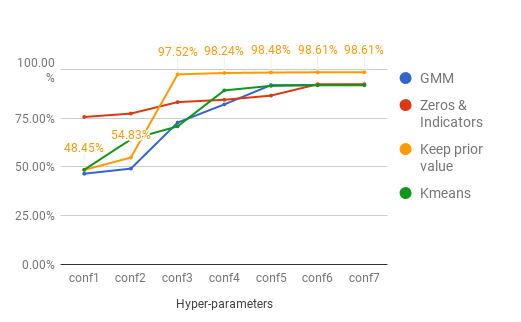 97.52% 98.24% 98.48% 98.61% 98.61%
100.00
%
75.00%
54.83%
48.45%
50.00%
25.00%
0.00%
conf1 conf2 conf3 conf4 conf5 conf6 conf7
Hyper-parameters
GMM
Zeros &
Indicators
Keep prior
value
Kmeans